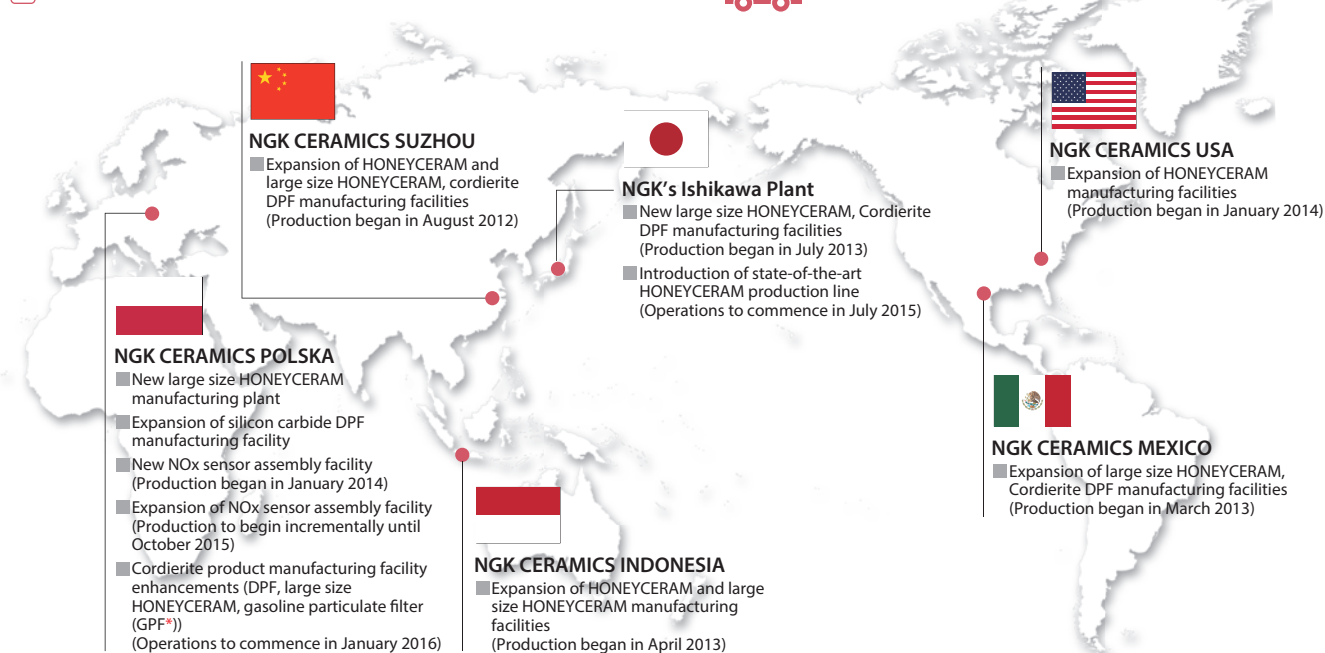 NGK CERAMICS SUZHOU
Expansion of HONEYCERAM and
large size HONEYCERAM, cordierite
DPF manufacturing facilities
(Production began in August 2012)
NGK's Ishikawa Plant
New large size HONEYCERAM, Cordierite
DPF manufacturing facilities
(Production began in July 2013)
Introduction of state-of-the-art
HONEYCERAM production line
(Operations to commence in July 2015)
NGK CERAMICS USA
Expansion of HONEYCERAM
manufacturing facilities
(Production began in January 2014)
NGK CERAMICS POLSKA
New large size HONEYCERAM
manufacturing plant
Expansion of silicon carbide DPF
manufacturing facility
New NOx sensor assembly facility
(Production began in January 2014)
Expansion of NOx sensor assembly facility
(Production to begin incrementally until
October 2015)
Cordierite product manufacturing facility
enhancements (DPF, large size
HONEYCERAM, gasoline particulate filter
(GPF*))
(Operations to commence in January 2016)
NGK CERAMICS INDONESIA
Expansion of HONEYCERAM and large
size HONEYCERAM manufacturing
facilities
(Production began in April 2013)
NGK CERAMICS MEXICO
Expansion of large size HONEYCERAM,
Cordierite DPF manufacturing facilities
(Production began in March 2013)